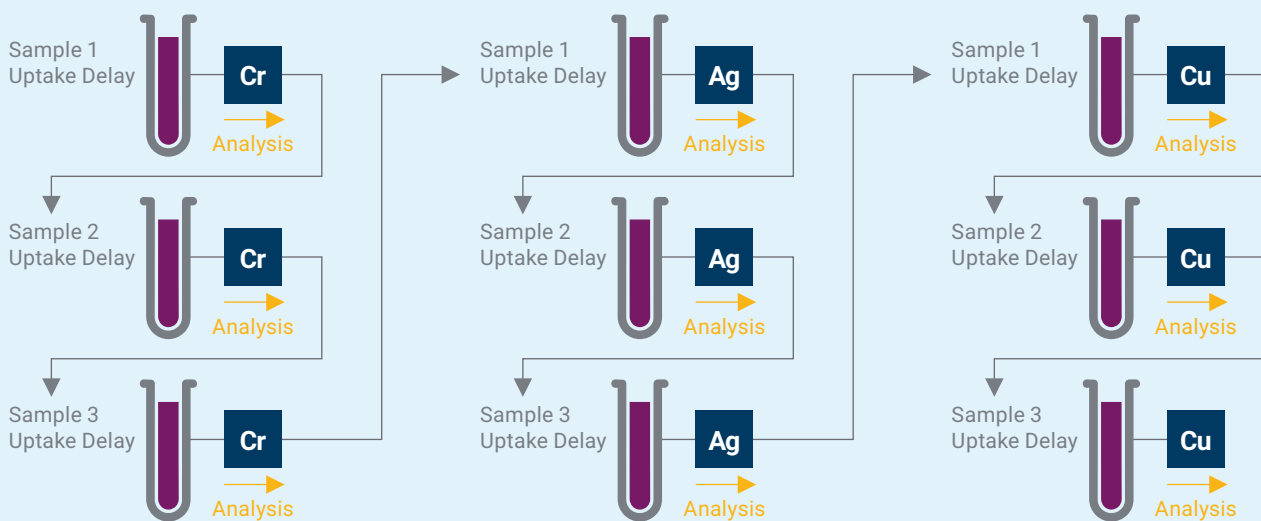 Sample 1
Uptake Delay
Cr
Analysis
Sample 2
Uptake Delay
Cr
Analysis
Sample 3
Uptake Delay
Cr
Analysis
Sample 1
Uptake Delay
Ag
Analysis
Sample 2
Uptake Delay
Ag
Analysis
Sample 3
Uptake Delay
Ag
Analysis
Sample 1
Uptake Delay
Cu
Analysis
Sample 2
Uptake Delay
Cu
Analysis
Sample 3
Uptake Delay
Cu
Analysis